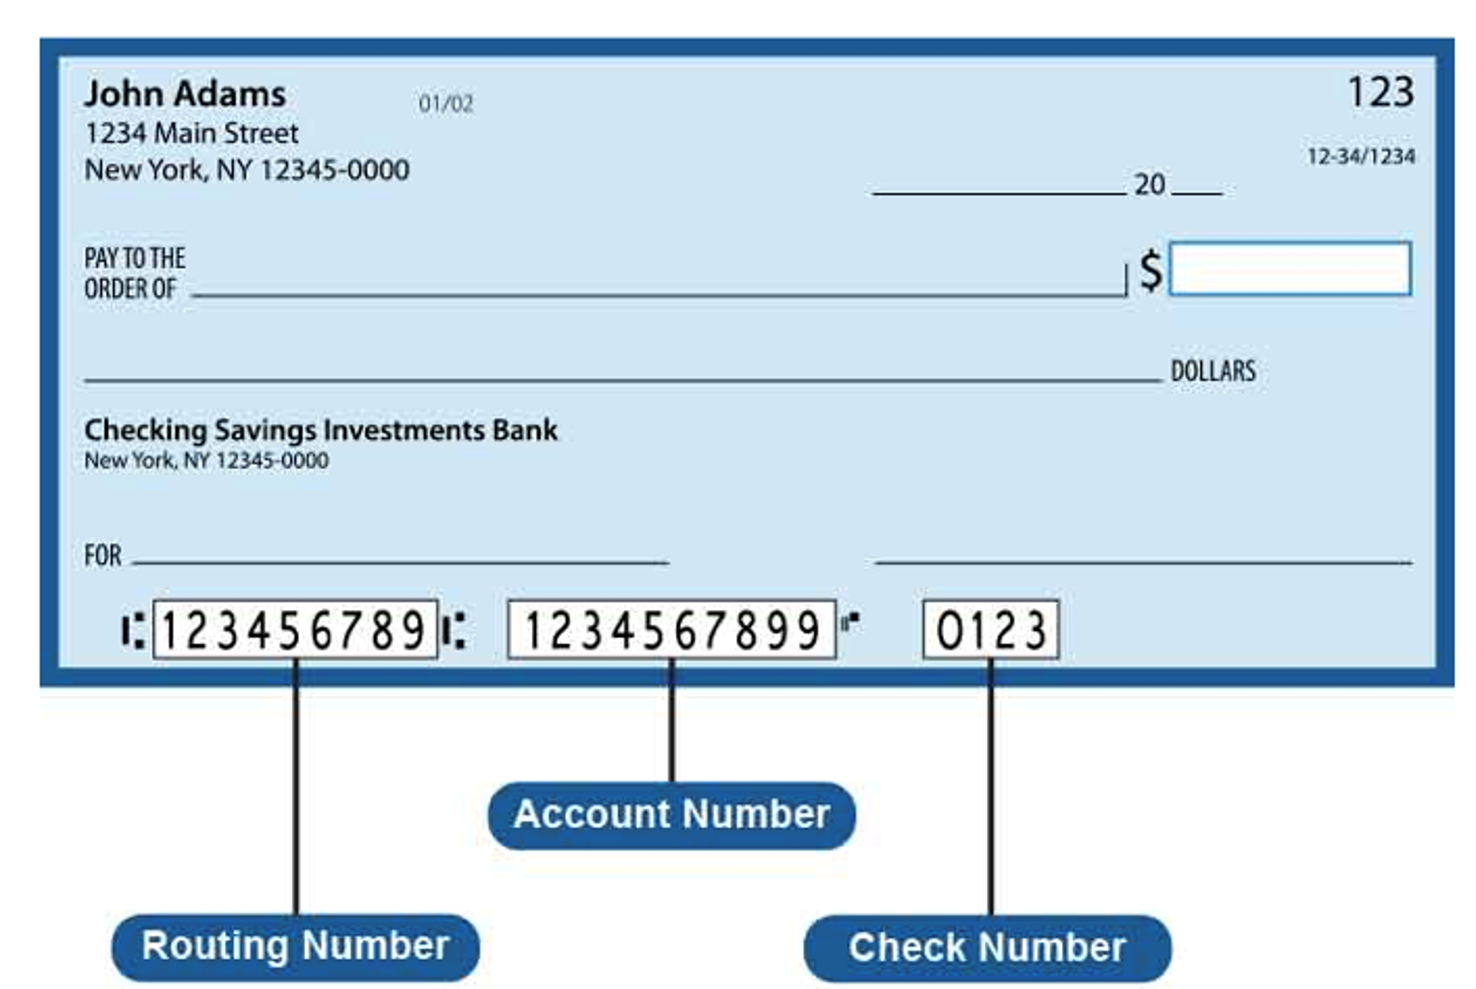 John Adams 01/02 123
1234 Main Street
New York, NY 12345-0000
12-34/1234
20
PAY TO THE
ORDER OF $
DOLLARS
Checking Savings Investments Bank
New York, NY 12345-0000
FOR
⑆123456789⑆ 1234567899⑈ 0123
Account Number
Routing Number
Check Number